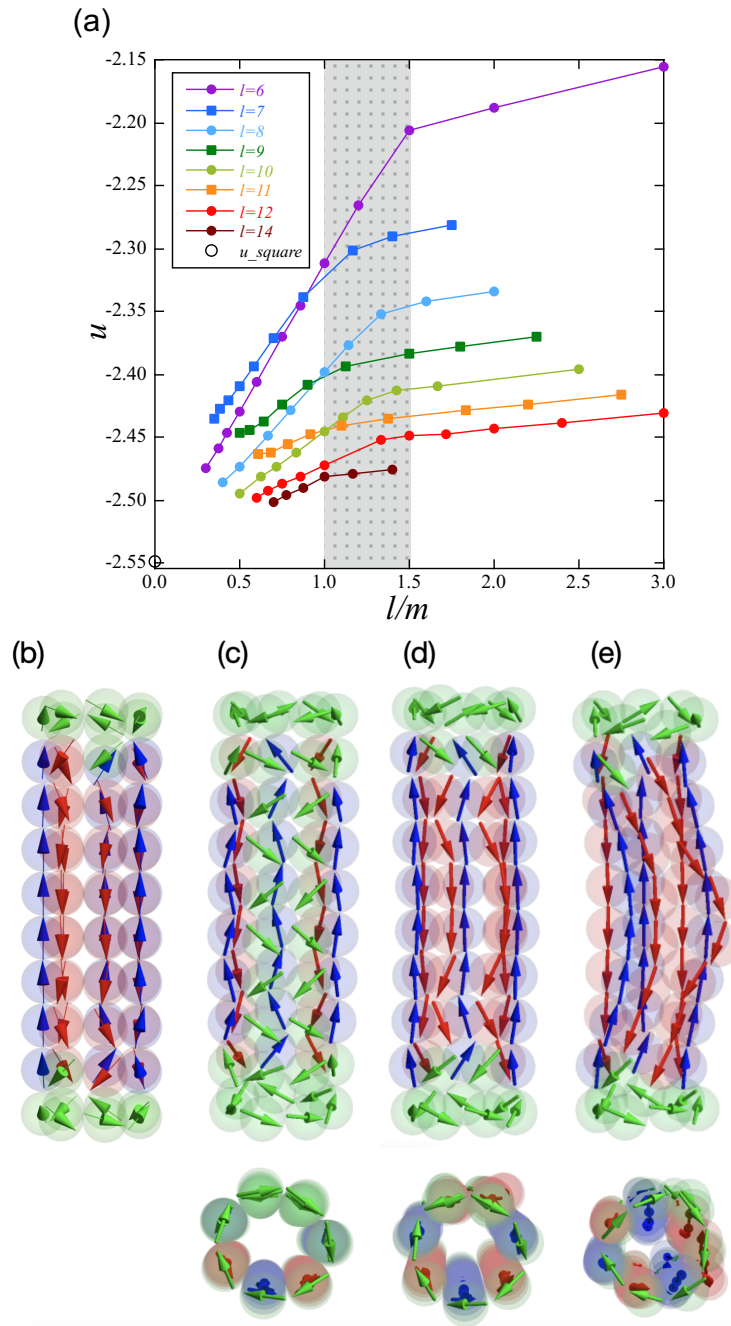 (a)
-2.15
-2.20
-2.25
-2.30
-2.35
-2.40
-2.45
-2.50
-2.55
u
l=6
l=7
l=8
l=9
l=10
l=11
l=12
l=14
u_square
0.0 0.5 1.0 1.5 2.0 2.5 3.0
l/m
(b) (c) (d) (e)